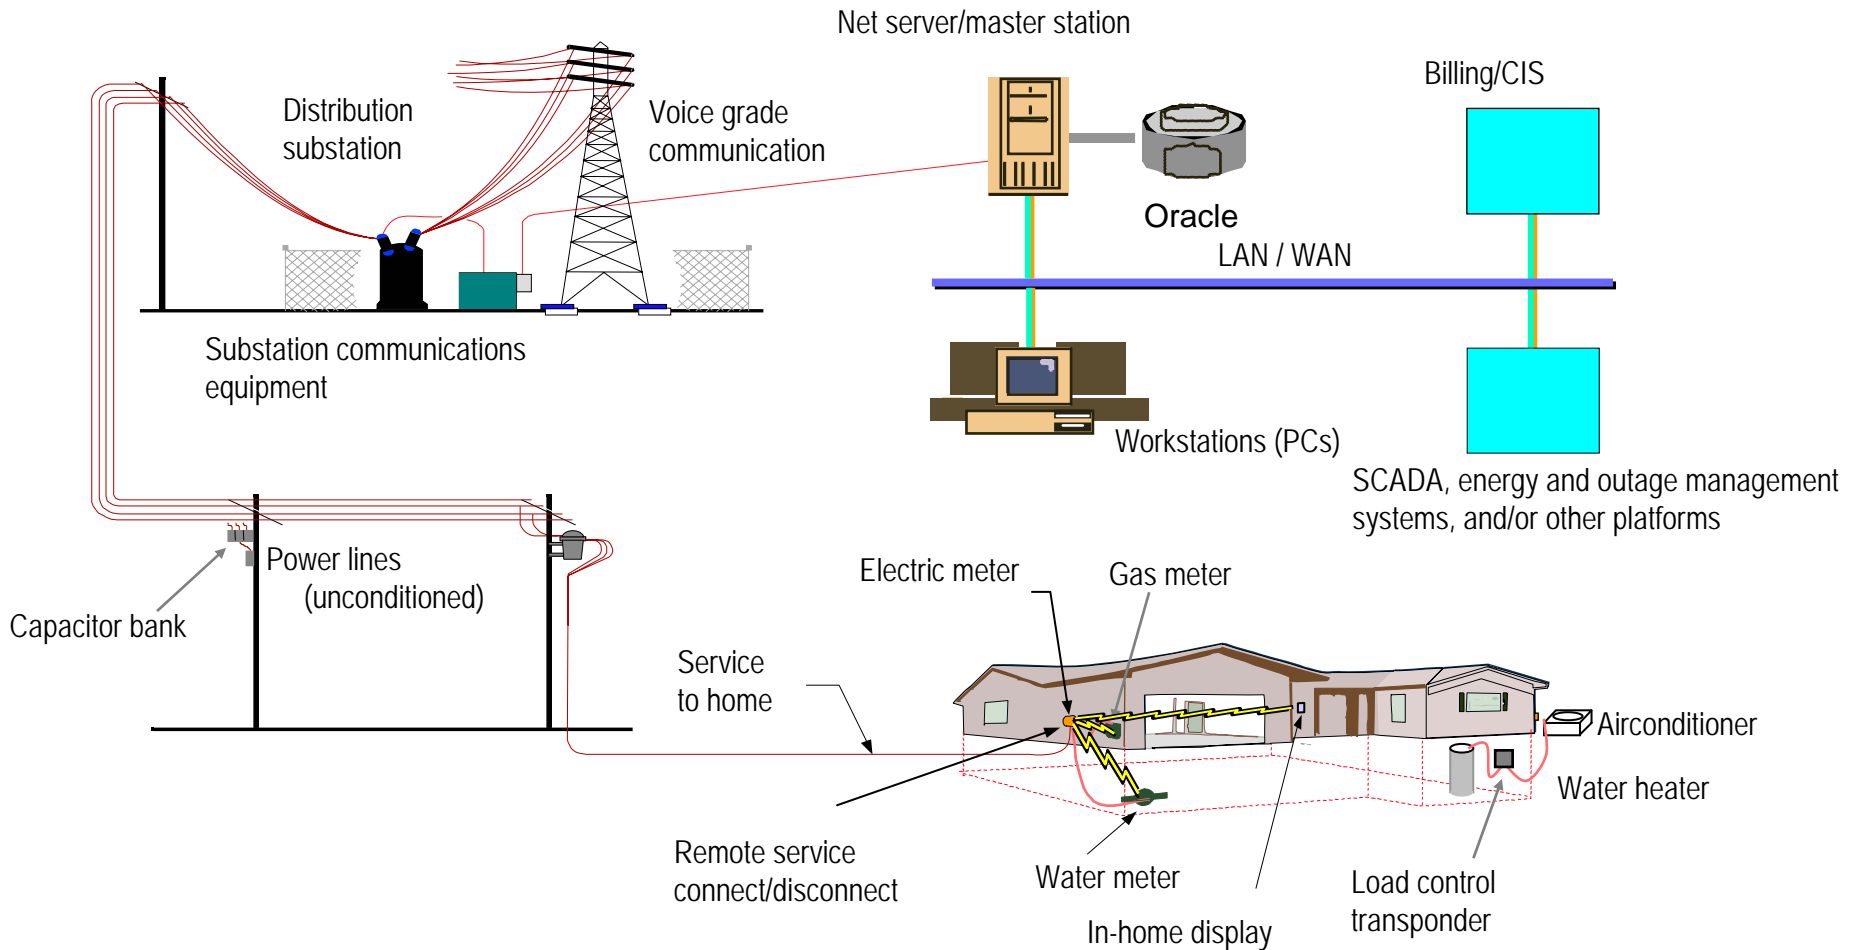 Net server/master station
Billing/CIS
Distribution
substation
Voice grade
communication
Oracle
LAN / WAN
Substation communications
equipment
Workstations (PCs)
SCADA, energy and outage management
systems, and/or other platforms
Power lines
(unconditioned)
Capacitor bank
Electric meter
Gas meter
Service
to home
Airconditioner
Water heater
Remote service
connect/disconnect
Water meter
In-home display
Load control
transponder